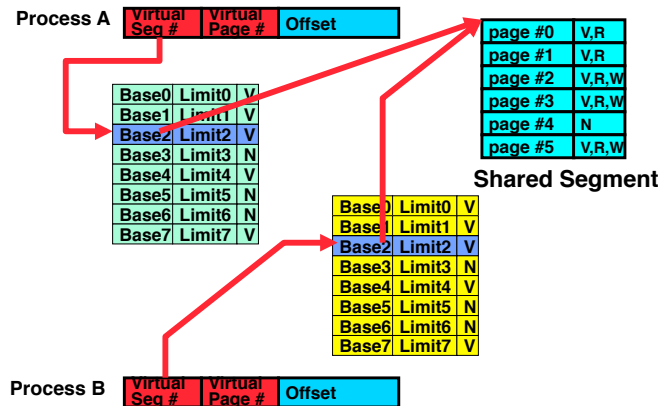 Process A
Virtual Seg #
Virtual Page #
Offset
Base0 Limit0 V
Base1 Limit1 V
Base2 Limit2 V
Base3 Limit3 N
Base4 Limit4 V
Base5 Limit5 N
Base6 Limit6 N
Base7 Limit7 V
page #0 V,R
page #1 V,R
page #2 V,R,W
page #3 V,R,W
page #4 N
page #5 V,R,W
Shared Segment
Base0 Limit0 V
Base1 Limit1 V
Base2 Limit2 V
Base3 Limit3 N
Base4 Limit4 V
Base5 Limit5 N
Base6 Limit6 N
Base7 Limit7 V
Process B
Virtual Seg #
Virtual Page #
Offset